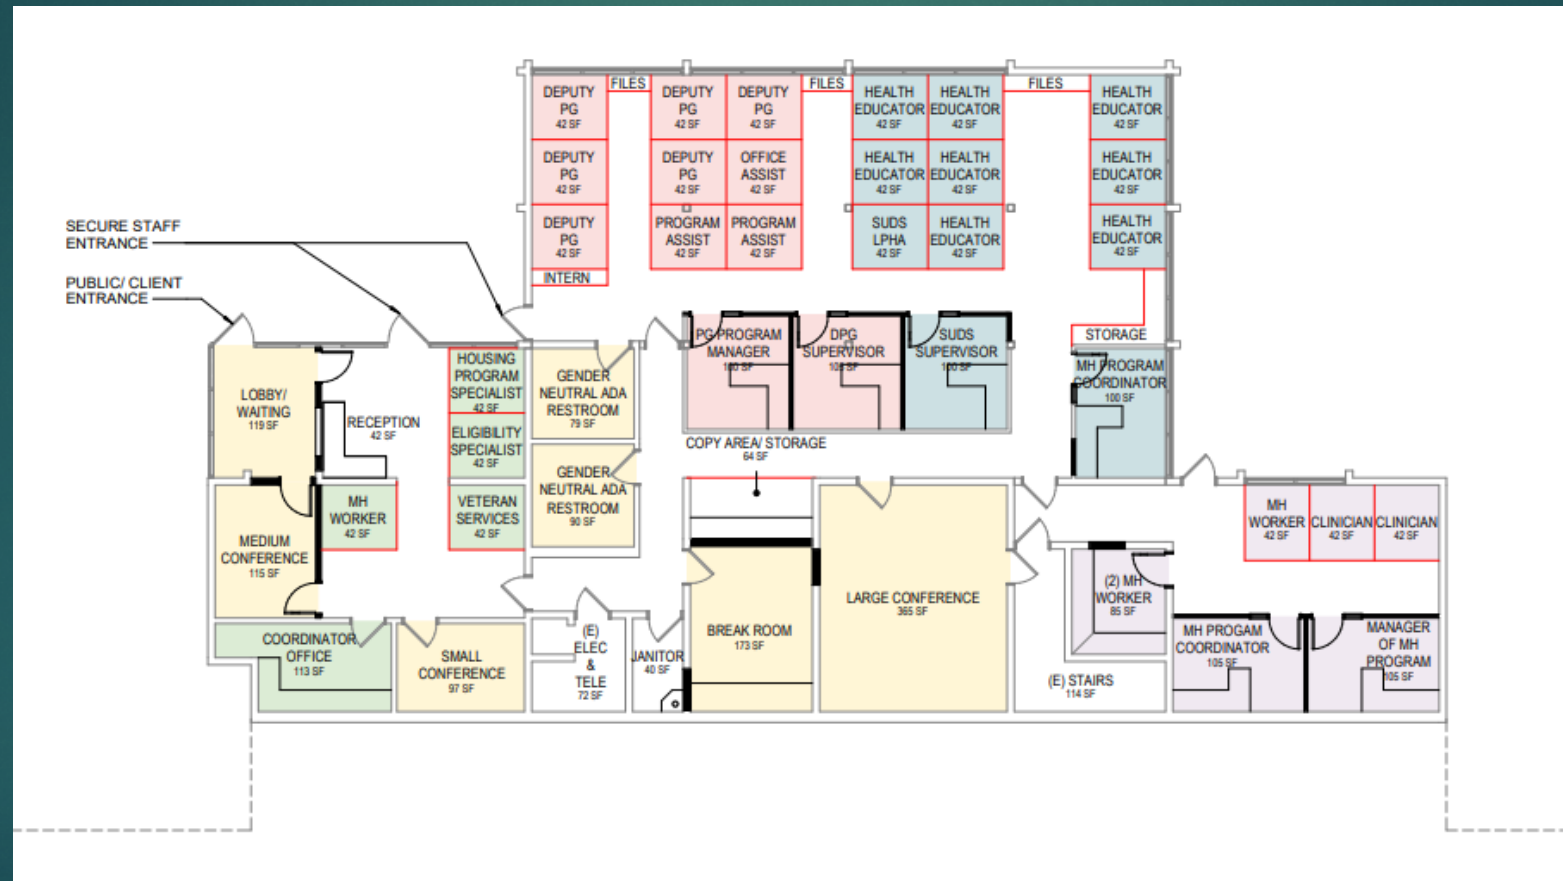 DEPUTY
PG
42 SF
FILES
DEPUTY
PG
42 SF
DEPUTY
PG
42 SF
FILES
HEALTH
EDUCATOR
42 SF
HEALTH
EDUCATOR
42 SF
FILES
HEALTH
EDUCATOR
42 SF
DEPUTY
PG
42 SF
DEPUTY
PG
42 SF
OFFICE
ASSIST
42 SF
HEALTH
EDUCATOR
42 SF
HEALTH
EDUCATOR
42 SF
HEALTH
EDUCATOR
42 SF
DEPUTY
PG
42 SF
PROGRAM
ASSIST
42 SF
PROGRAM
ASSIST
42 SF
SUDS
LPHA
42 SF
HEALTH
EDUCATOR
42 SF
HEALTH
EDUCATOR
42 SF
INTERN
SECURE STAFF
ENTRANCE
PUBLIC/ CLIENT
ENTRANCE
PG PROGRAM
MANAGER
100 SF
DPG
SUPERVISOR
105 SF
SUDS
SUPERVISOR
100 SF
STORAGE
MH PROGRAM
COORDINATOR
100 SF
LOBBY/
WAITING
119 SF
RECEPTION
42 SF
HOUSING
PROGRAM
SPECIALIST
42 SF
ELIGIBILITY
SPECIALIST
42 SF
GENDER
NEUTRAL ADA
RESTROOM
79 SF
GENDER
NEUTRAL ADA
RESTROOM
90 SF
COPY AREA/ STORAGE
64 SF
MEDIUM
CONFERENCE
115 SF
MH
WORKER
42 SF
VETERAN
SERVICES
42 SF
MH
WORKER
42 SF
CLINICIAN
42 SF
CLINICIAN
42 SF
COORDINATOR
OFFICE
113 SF
SMALL
CONFERENCE
97 SF
(E)
ELEC
&
TELE
72 SF
JANITOR
40 SF
BREAK ROOM
173 SF
LARGE CONFERENCE
365 SF
(2) MH
WORKER
85 SF
(E) STAIRS
114 SF
MH PROGAM
COORDINATOR
105 SF
MANAGER
OF MH
PROGRAM
105 SF